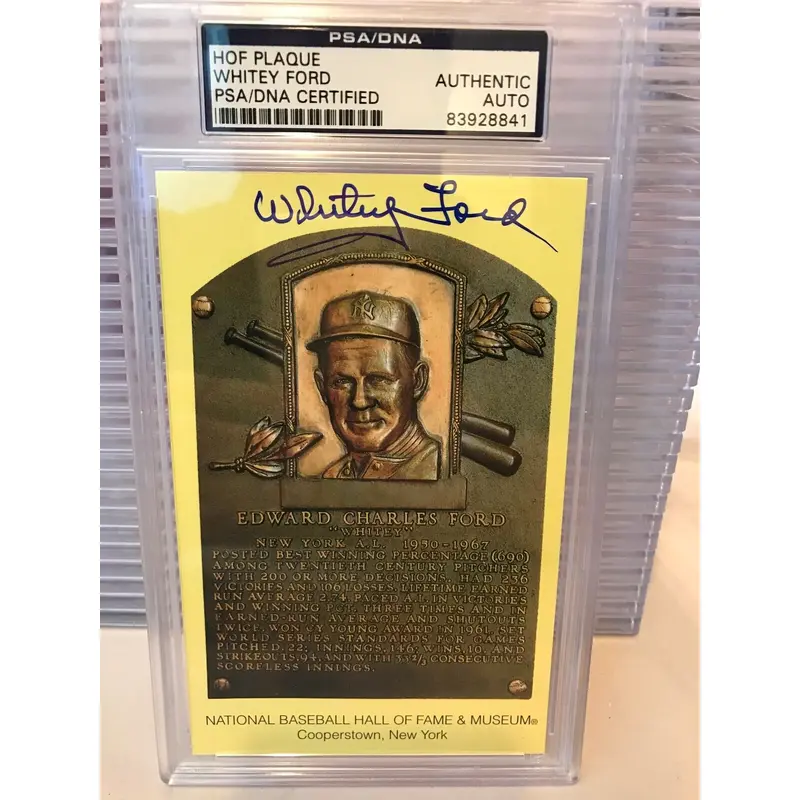 PSA/DNA
HOF PLAQUE
WHITEY FORD
PSA/DNA CERTIFIED
AUTHENTIC
AUTO
83928841
Whitey Ford
NY
EDWARD CHARLES FORD
"WHITEY"
NEW YORK A.L. 1950-1967
POSTED BEST WINNING PERCENTAGE (.690)
AMONG TWENTIETH CENTURY PITCHERS
WITH 200 OR MORE DECISIONS. HAD 236
VICTORIES AND 106 LOSSES. LIFETIME EARNED
RUN AVERAGE 2.74. PACED A.L. IN VICTORIES
AND WINNING PCT. THREE TIMES AND IN
EARNED-RUN AVERAGE AND SHUTOUTS
TWICE. WON CY YOUNG AWARD IN 1961. SET
WORLD SERIES STANDARDS FOR GAMES
PITCHED, 22; INNINGS, 146; WINS, 10, AND
STRIKEOUTS, 94, AND WITH 33 2/3 CONSECUTIVE
SCORELESS INNINGS.
NATIONAL BASEBALL HALL OF FAME & MUSEUM®
Cooperstown, New York